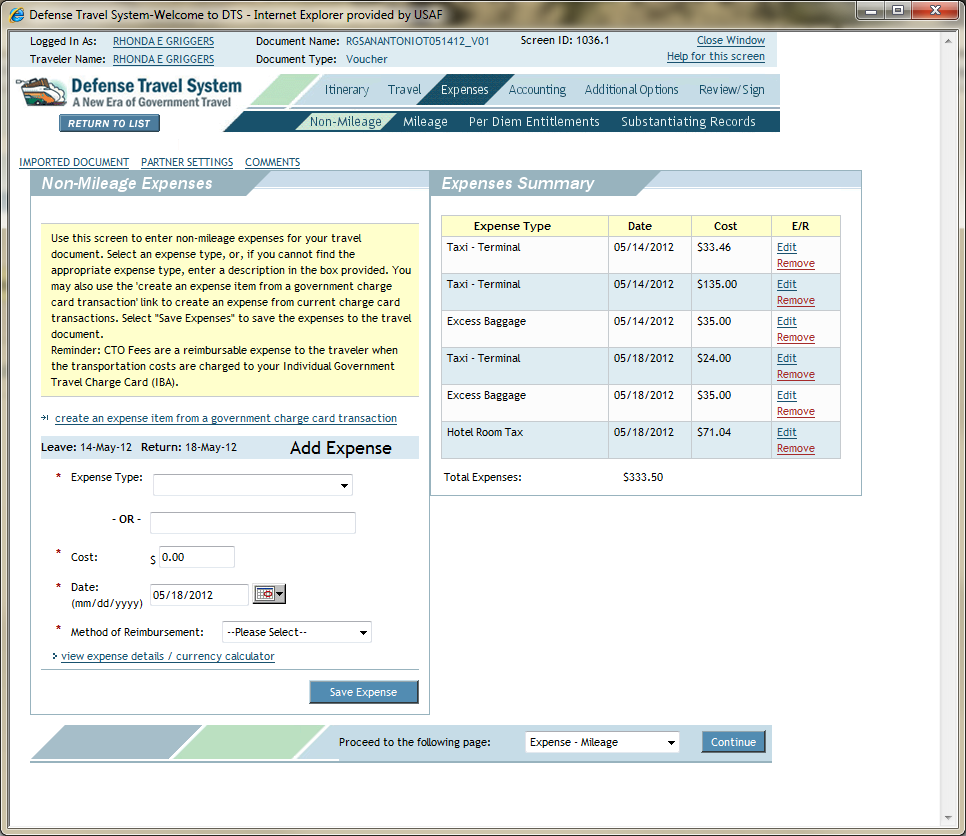 Defense Travel System-Welcome to DTS - Internet Explorer provided by USAF
Logged In As: RHONDA E GRIGGERS Document Name: RGSANANTONIOT051412_V01 Screen ID: 1036.1 Close Window
Traveler Name: RHONDA E GRIGGERS Document Type: Voucher Help for this screen
Defense Travel System
A New Era of Government Travel
RETURN TO LIST
Itinerary Travel Expenses Accounting Additional Options Review/Sign
Non-Mileage Mileage Per Diem Entitlements Substantiating Records
IMPORTED DOCUMENT PARTNER SETTINGS COMMENTS
Non-Mileage Expenses
Use this screen to enter non-mileage expenses for your travel
document. Select an expense type, or, if you cannot find the
appropriate expense type, enter a description in the box provided. You
may also use the 'create an expense item from a government charge
card transaction' link to create an expense from current charge card
transactions. Select "Save Expenses" to save the expenses to the travel
document.
Reminder: CTO Fees are a reimbursable expense to the traveler when
the transportation costs are charged to your Individual Government
Travel Charge Card (IBA).
create an expense item from a government charge card transaction
Leave: 14-May-12 Return: 18-May-12 Add Expense
* Expense Type:
- OR -
* Cost: $ 0.00
* Date:
(mm/dd/yyyy) 05/18/2012
* Method of Reimbursement: --Please Select--
view expense details / currency calculator
Save Expense
Expenses Summary
Expense Type Date Cost E/R
Taxi - Terminal 05/14/2012 $33.46 Edit
Remove
Taxi - Terminal 05/14/2012 $135.00 Edit
Remove
Excess Baggage 05/14/2012 $35.00 Edit
Remove
Taxi - Terminal 05/18/2012 $24.00 Edit
Remove
Excess Baggage 05/18/2012 $35.00 Edit
Remove
Hotel Room Tax 05/18/2012 $71.04 Edit
Remove
Total Expenses: $333.50
Proceed to the following page: Expense - Mileage Continue